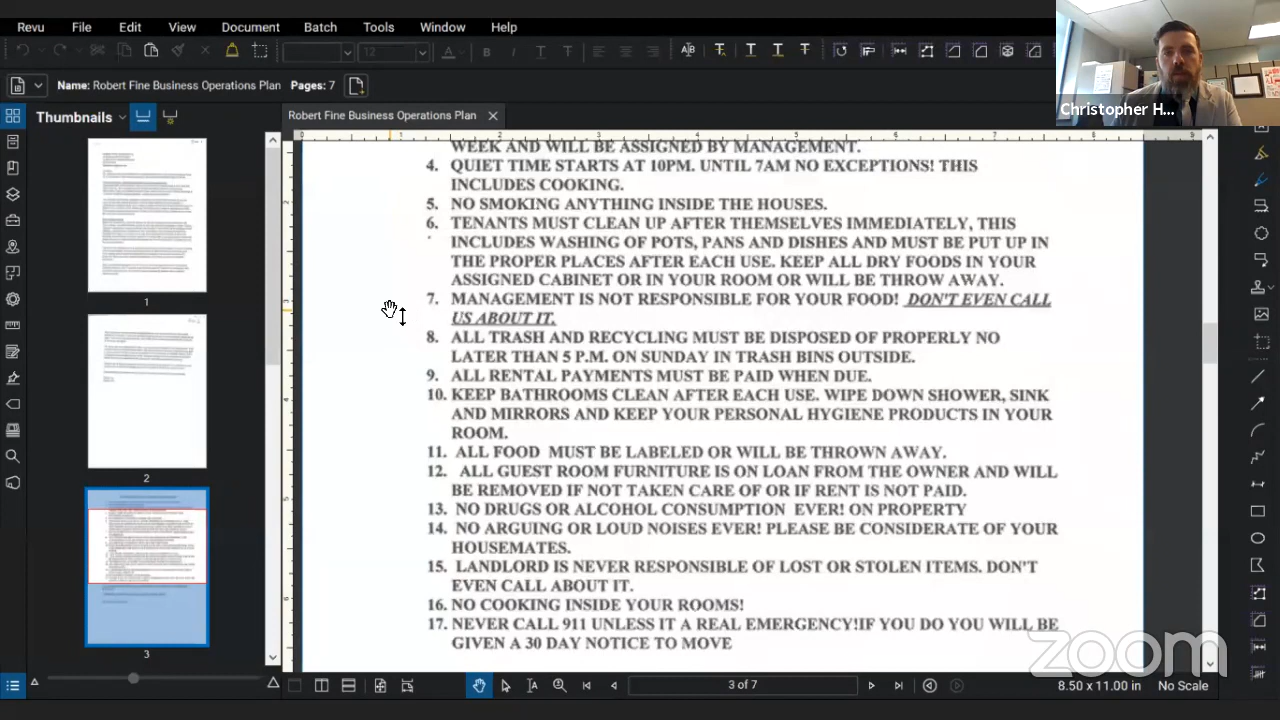 Revu File Edit View Document Batch Tools Window Help
12
Name: Robert Fine Business Operations Plan Pages: 7
Christopher H...
Thumbnails
Robert Fine Business Operations Plan
WEEK AND WILL BE ASSIGNED BY MANAGEMENT.
4. QUIET TIME STARTS AT 10PM. UNTIL 7AM NO EXCEPTIONS! THIS
INCLUDES COOKING.
5. NO SMOKING ANYTHING INSIDE THE HOUSES.
6. TENANTS MUST CLEAN UP AFTER THEMSELVES IMMEDIATELY, THIS
INCLUDES WASHING OF POTS, PANS AND DISHES AND MUST BE PUT UP IN
THE PROPER PLACES AFTER EACH USE. KEEP ALL DRY FOODS IN YOUR
ASSIGNED CABINET OR IN YOUR ROOM OR WILL BE THROW AWAY.
7. MANAGEMENT IS NOT RESPONSIBLE FOR YOUR FOOD! DON'T EVEN CALL
US ABOUT IT.
8. ALL TRASH AND RECYCLING MUST BE DISPOSED OF PROPERLY NO
LATER THAN 5 P.M. ON SUNDAY IN TRASH BINS OUTSIDE.
9. ALL RENTAL PAYMENTS MUST BE PAID WHEN DUE.
10. KEEP BATHROOMS CLEAN AFTER EACH USE. WIPE DOWN SHOWER, SINK
AND MIRRORS AND KEEP YOUR PERSONAL HYGIENE PRODUCTS IN YOUR
ROOM.
11. ALL FOOD MUST BE LABELED OR WILL BE THROWN AWAY.
12. ALL GUEST ROOM FURNITURE IS ON LOAN FROM THE OWNER AND WILL
BE REMOVED IF NOT TAKEN CARE OF OR IF RENT IS NOT PAID.
13. NO DRUGS OR ALCOHOL CONSUMPTION EVER! ON PROPERTY
14. NO ARGUING OR LOUD NOISES EVER! PLEASE BE CONSIDERATE OF YOUR
HOUSEMATES.
15. LANDLORD IS NEVER RESPONSIBLE OF LOST OR STOLEN ITEMS. DON'T
EVEN CALL ABOUT IT.
16. NO COOKING INSIDE YOUR ROOMS!
17. NEVER CALL 911 UNLESS IT A REAL EMERGENCY!IF YOU DO YOU WILL BE
GIVEN A 30 DAY NOTICE TO MOVE
1
2
3
3 of 7
8.50 x 11.00 in No Scale
zoom